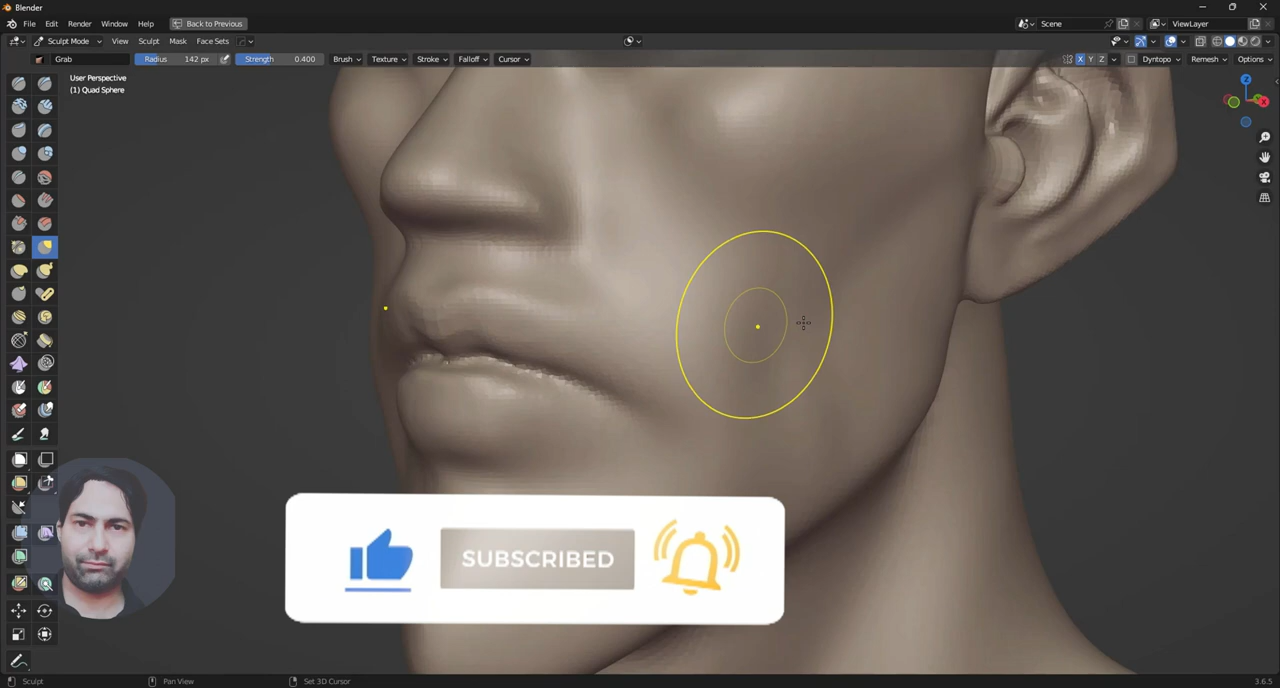 Blender
File Edit Render Window Help Back to Previous Scene ViewLayer
Sculpt Mode View Sculpt Mask Face Sets
Grab Radius 142 px Strength 0.400 Brush Texture Stroke Falloff Cursor X Y Z Dyntopo Remesh Options
User Perspective
(1) Quad Sphere
Z
X
SUBSCRIBED
Sculpt Pan View Set 3D Cursor 3.6.5